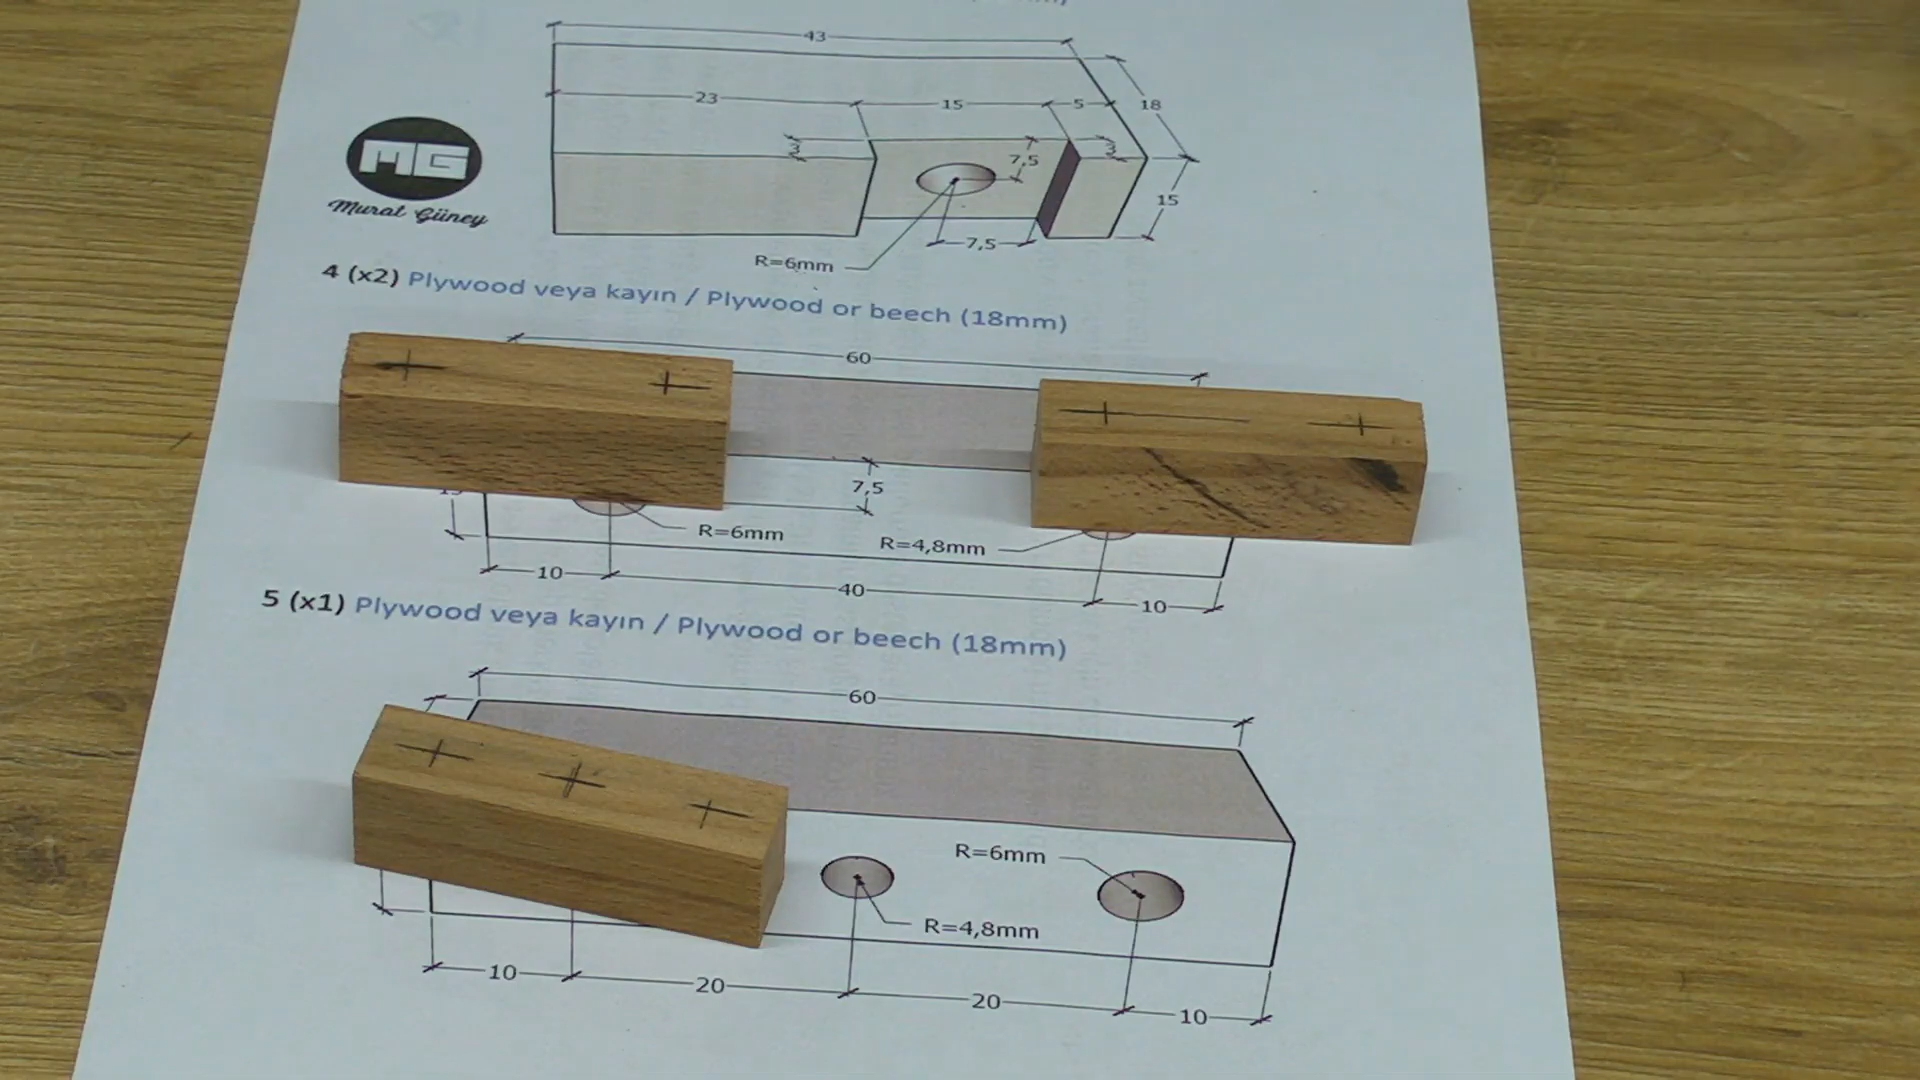 43
23
15
5
18
3
7,5
3
15
MG
Murat Güney
7,5
R=6mm
4 (x2) Plywood veya kayın / Plywood or beech (18mm)
60
7,5
R=6mm
R=4,8mm
10
40
10
5 (x1) Plywood veya kayın / Plywood or beech (18mm)
60
R=6mm
R=4,8mm
10
20
20
10